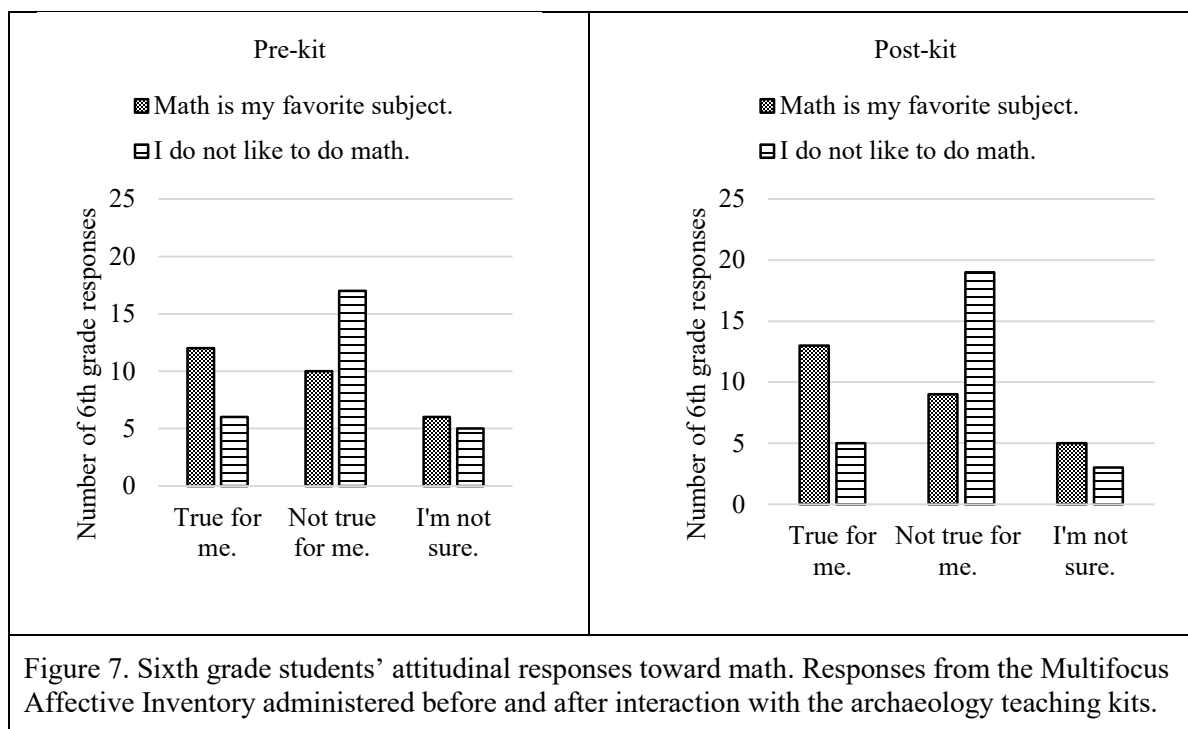 Pre-kit
Math is my favorite subject.
I do not like to do math.
Number of 6th grade responses
25
20
15
10
5
0
True for me.
Not true for me.
I'm not sure.
Post-kit
Math is my favorite subject.
I do not like to do math.
Number of 6th grade responses
25
20
15
10
5
0
True for me.
Not true for me.
I'm not sure.
Figure 7. Sixth grade students’ attitudinal responses toward math. Responses from the Multifocus
Affective Inventory administered before and after interaction with the archaeology teaching kits.